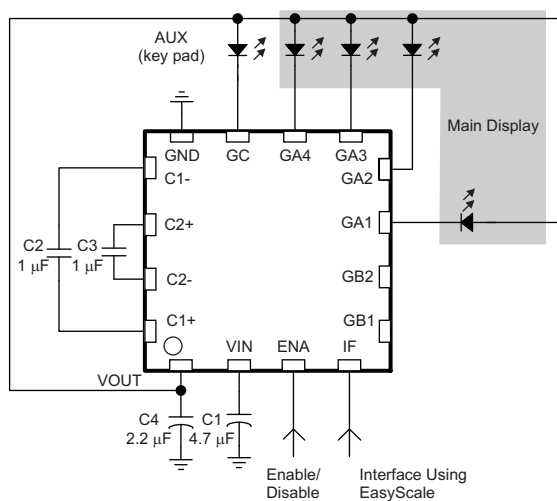 AUX
(key pad)
Main Display
GND
GC
GA4
GA3
C1-
GA2
C2+
GA1
C2
1 µF
C3
1 µF
C2-
GB2
C1+
GB1
VIN
ENA
IF
VOUT
C4
2.2 µF
C1
4.7 µF
Enable/
Disable
Interface Using
EasyScale